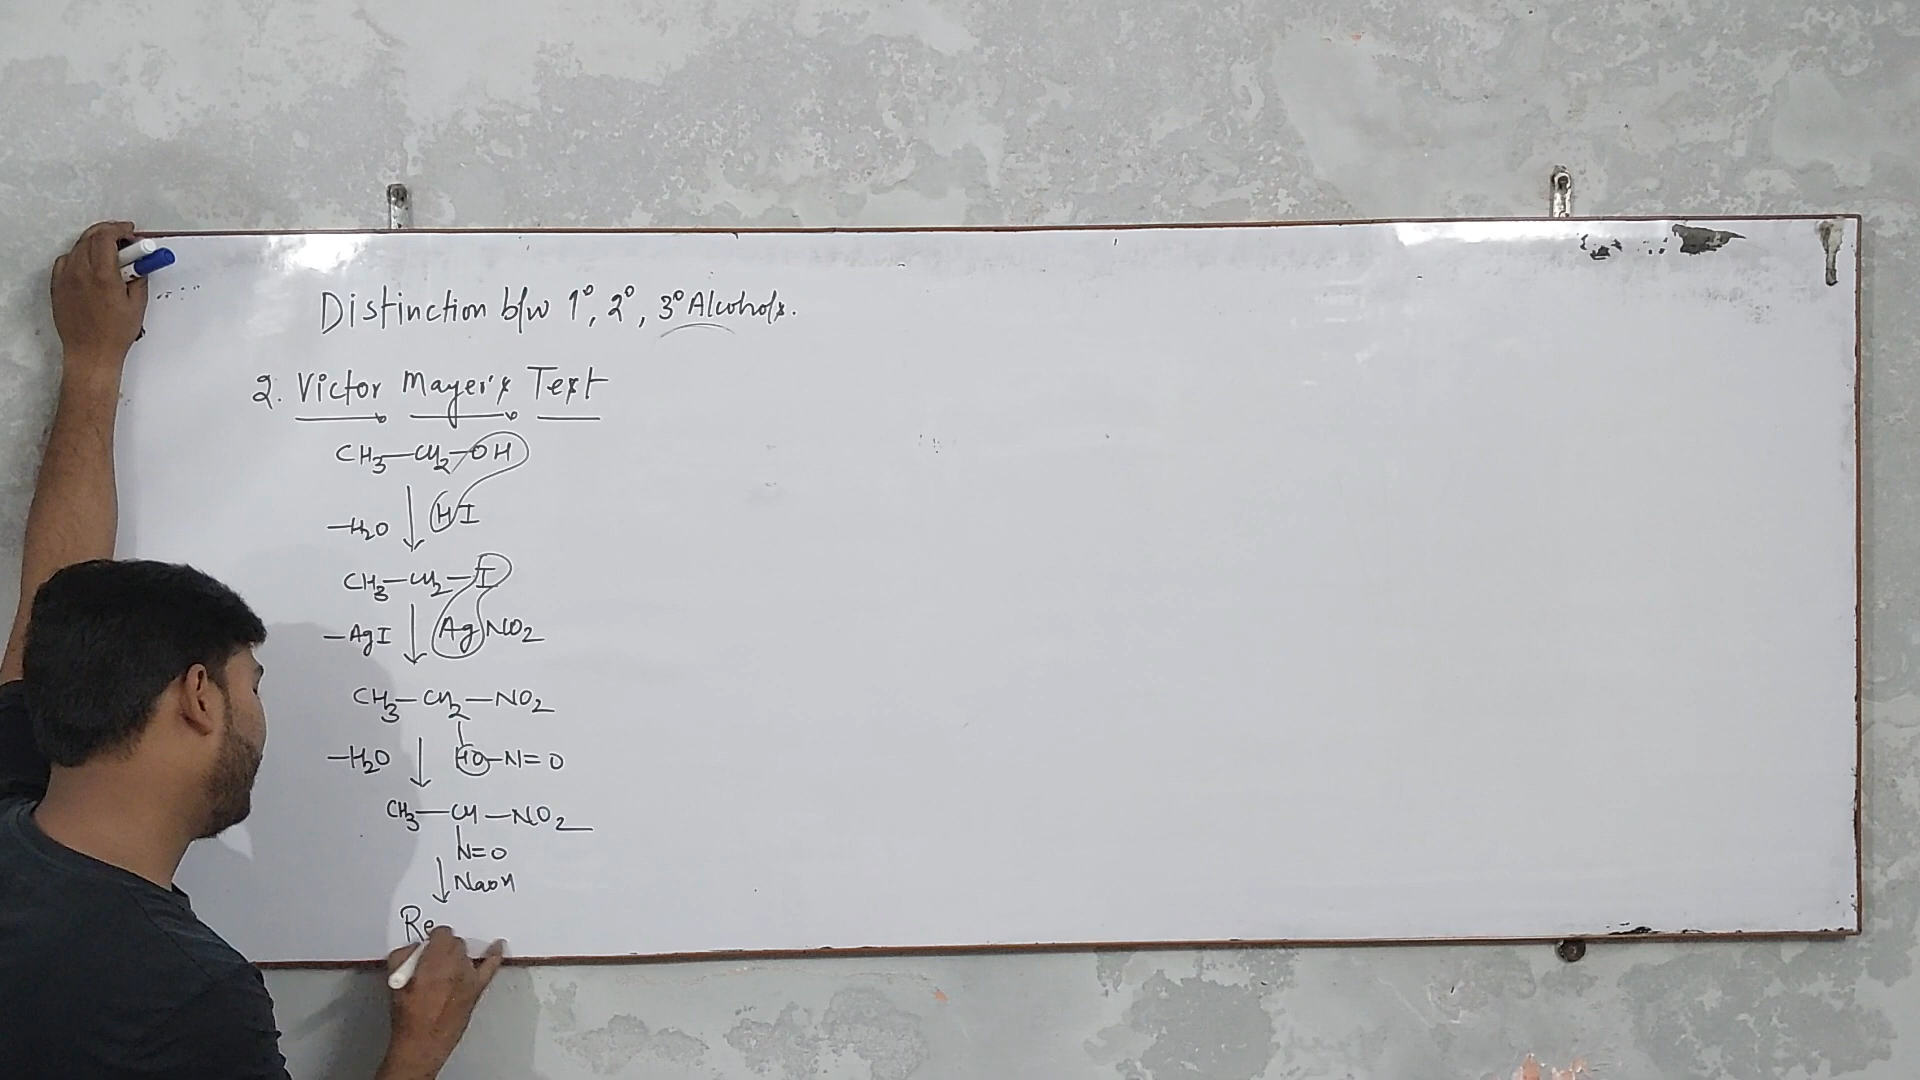 Distinction b/w 1°, 2°, 3° Alcohols.
2. Victor Mayer's Test
CH3—CH2—OH
—H2O HI
CH3—CH2—I
—AgI AgNO2
CH3—CH2—NO2
—H2O HO—N=O
CH3—CH—NO2
N=O
NaOH
Re